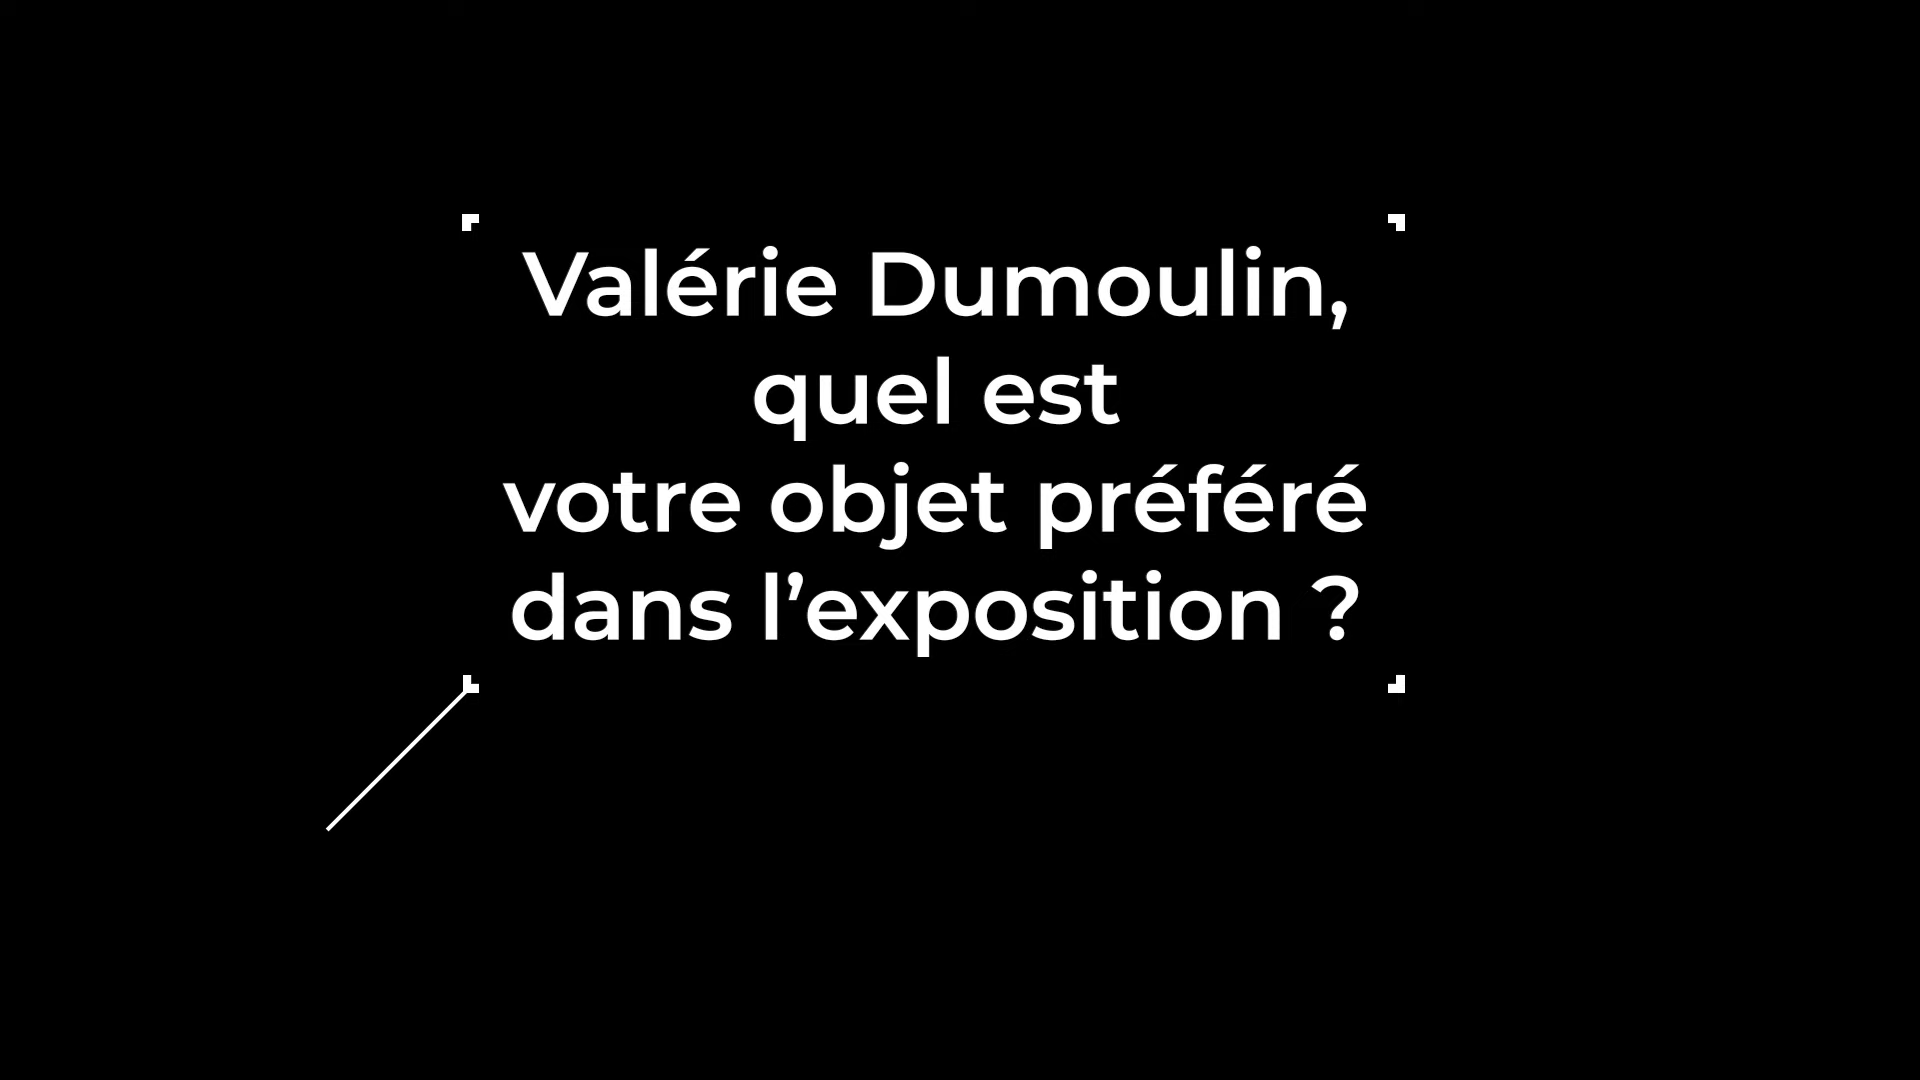 Valérie Dumoulin,
quel est
votre objet préféré
dans l’exposition ?